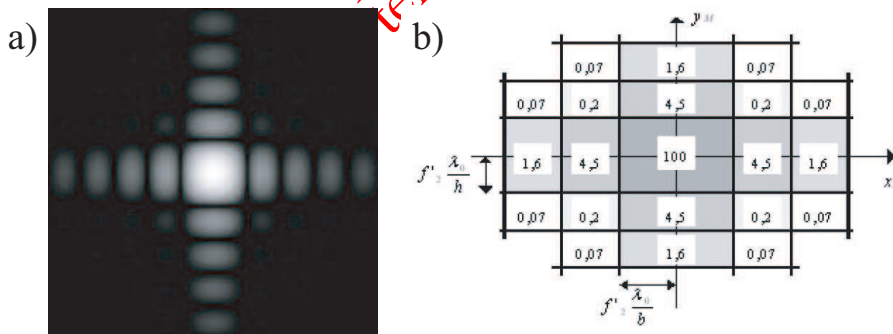 a)
b)
y M
0,07 1,6 0,07
0,07 0,2 4,5 0,2 0,07
1,6 4,5 100 4,5 1,6
x
f'₂ λ₀/h
0,07 0,2 4,5 0,2 0,07
0,07 1,6 0,07
f'₂ λ₀/b